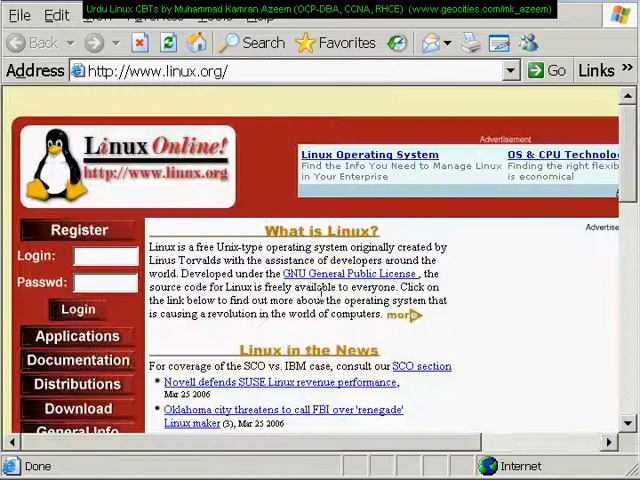 Urdu Linux CBTs by Muhammad Kamran Azeem (OCP-DBA, CCNA, RHCE) (www.geocities.com/mk_azeem)
File Edit
Back Search Favorites
Address http://www.linux.org/ Go Links »
Linux Online!
http://www.linux.org
Advertisement
Linux Operating System OS & CPU Technolo
Find the Info You Need to Manage Linux Finding the right flexib
in Your Enterprise is economical
Register
Login:
Passwd:
Login
Applications
Documentation
Distributions
Download
General Info
Advertise
What is Linux?
Linux is a free Unix-type operating system originally created by
Linus Torvalds with the assistance of developers around the
world. Developed under the GNU General Public License , the
source code for Linux is freely available to everyone. Click on
the link below to find out more about the operating system that
is causing a revolution in the world of computers. more
Linux in the News
For coverage of the SCO vs. IBM case, consult our SCO section
• Novell defends SUSE Linux revenue performance,
Mar 25 2006
• Oklahoma city threatens to call FBI over 'renegade'
Linux maker (3), Mar 25 2006
Done Internet